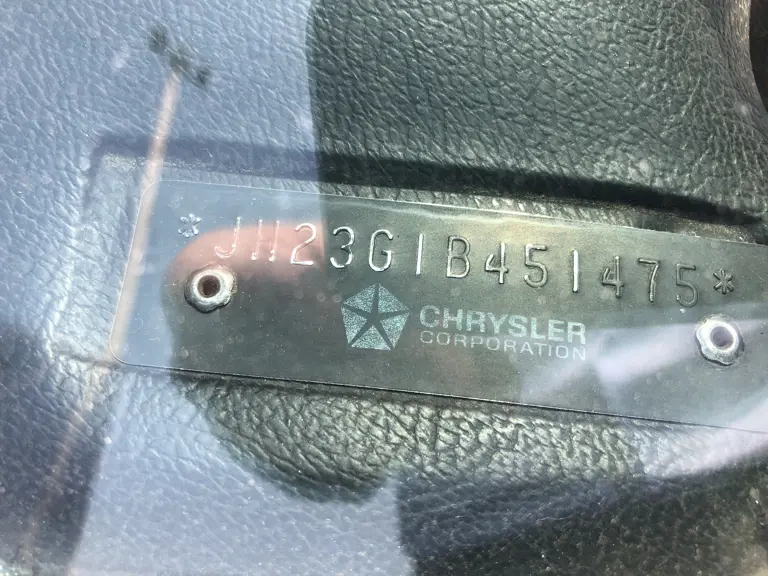 *JH23G1B451475*
CHRYSLER
CORPORATION